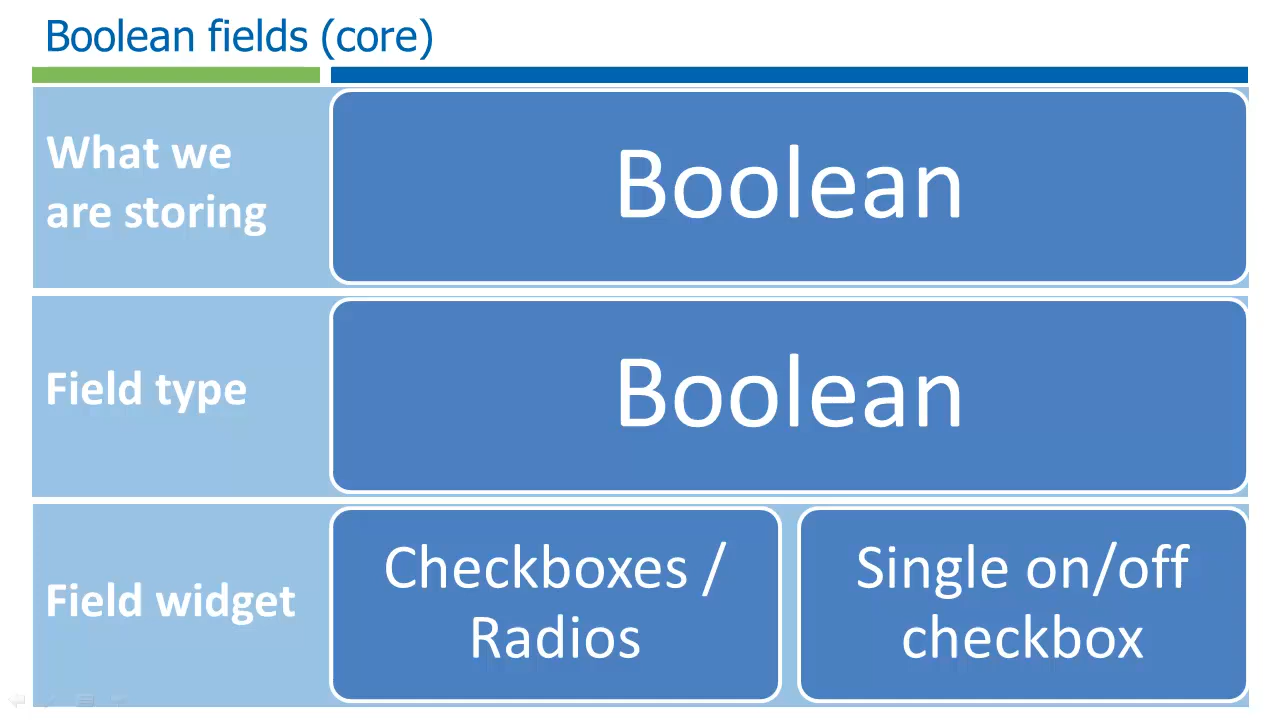 Boolean fields (core)
What we
are storing
Boolean
Field type
Boolean
Field widget
Checkboxes /
Radios
Single on/off
checkbox